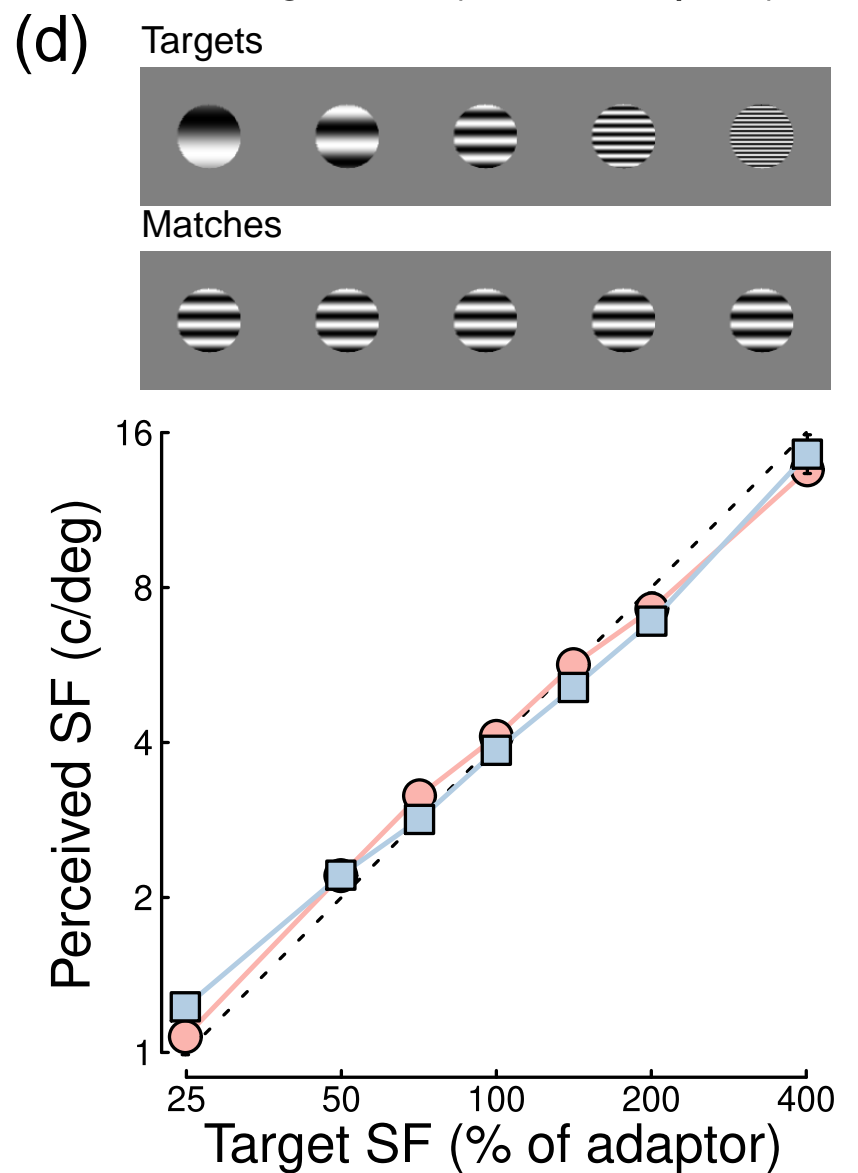 (d)
Targets
Matches
16
8
4
2
1
Perceived SF (c/deg)
25 50 100 200 400
Target SF (% of adaptor)